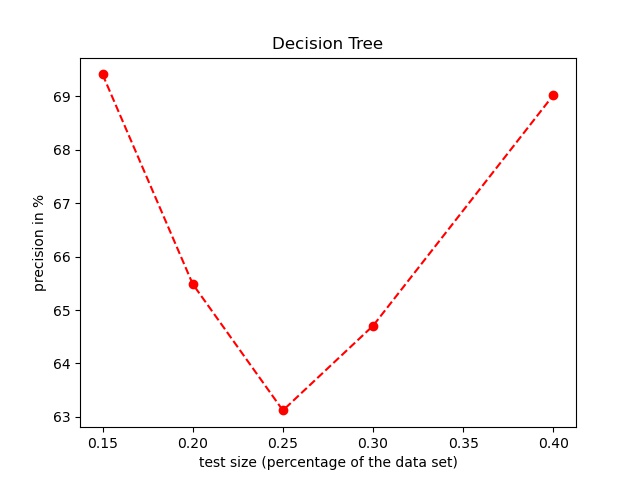 Decision Tree
precision in %
69
68
67
66
65
64
63
0.15 0.20 0.25 0.30 0.35 0.40
test size (percentage of the data set)